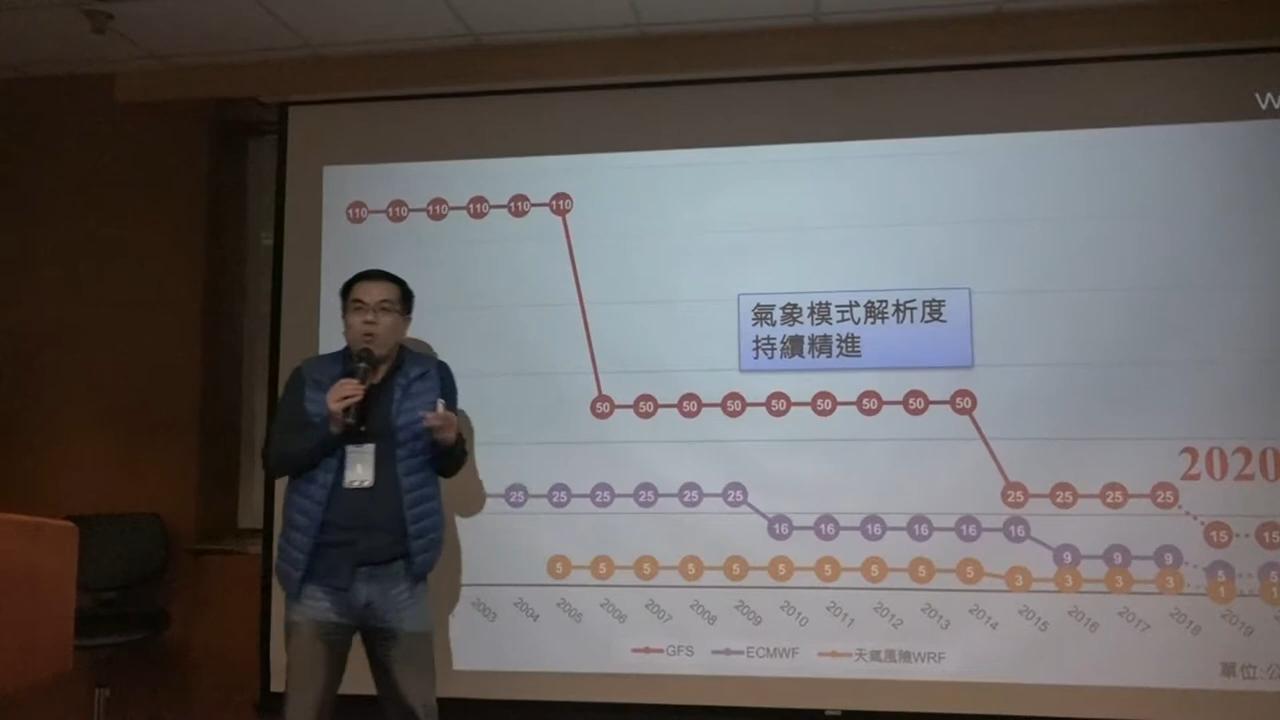 W
110 110 110 110 110 110
氣象模式解析度
持續精進
50 50 50 50 50 50 50 50 50
2020
25 25 25 25 25 25
25 25 25 25
16 16 16 16 16 16
15 15
9 9 9
5
5 5 5 5 5 5 5 5 5 5
3 3 3 3
1
2003 2004 2005 2006 2007 2008 2009 2010 2011 2012 2013 2014 2015 2016 2017 2018 2019
GFS ECMWF 天氣風險WRF
單位:公